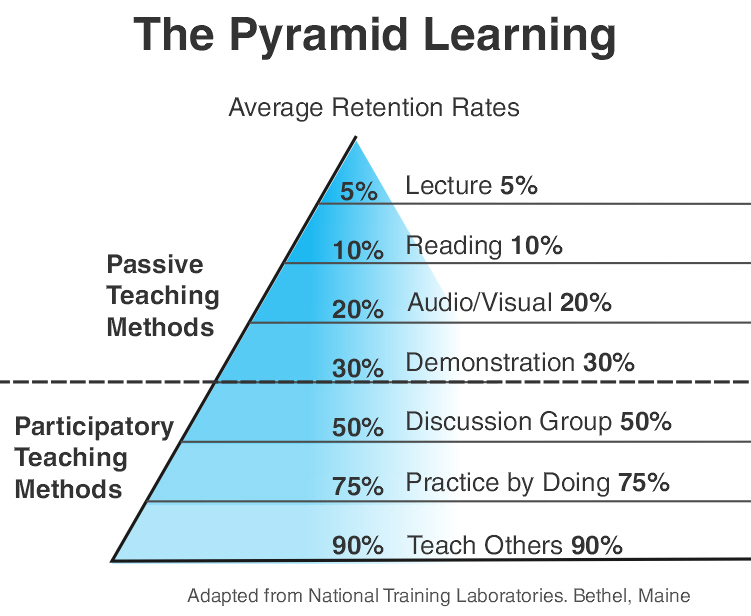 The Pyramid Learning
Average Retention Rates
5% Lecture 5%
10% Reading 10%
Passive
Teaching
Methods
20% Audio/Visual 20%
30% Demonstration 30%
Participatory
Teaching
Methods
50% Discussion Group 50%
75% Practice by Doing 75%
90% Teach Others 90%
Adapted from National Training Laboratories. Bethel, Maine